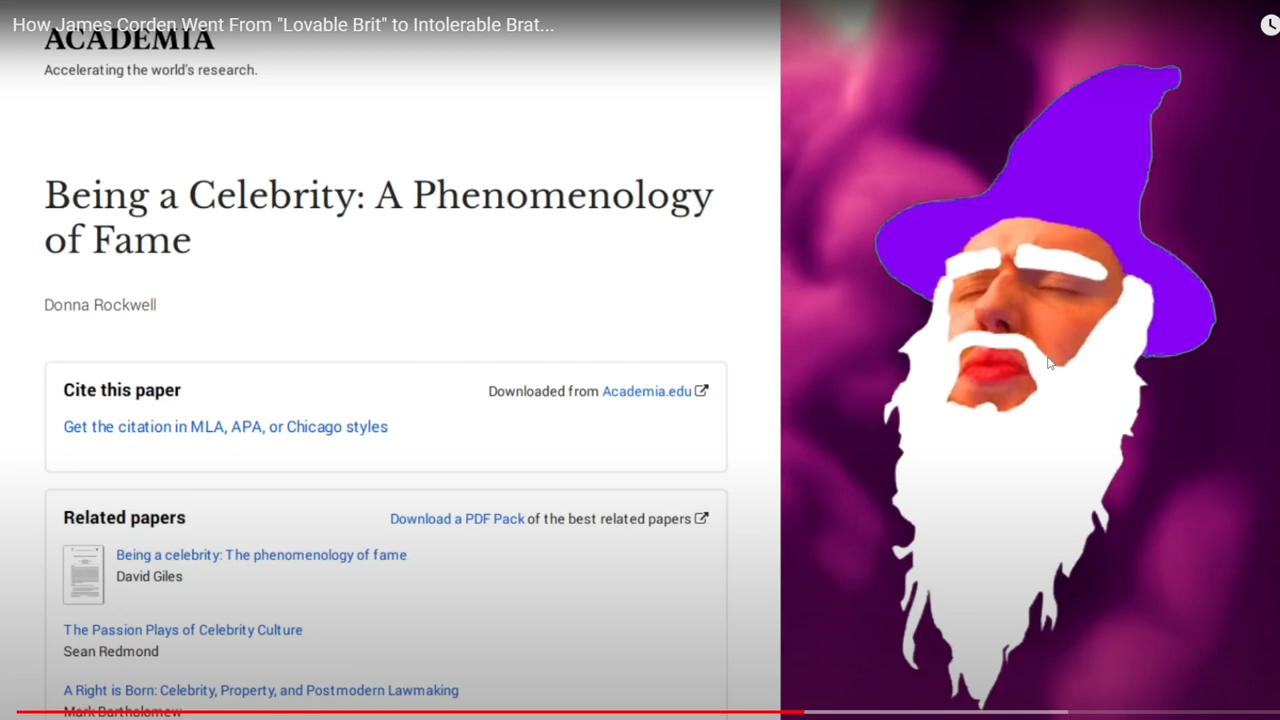 How James Corden Went From "Lovable Brit" to Intolerable Brat...
ACADEMIA
Accelerating the world's research.
Being a Celebrity: A Phenomenology
of Fame
Donna Rockwell
Cite this paper
Downloaded from Academia.edu
Get the citation in MLA, APA, or Chicago styles
Related papers
Download a PDF Pack of the best related papers
Being a celebrity: The phenomenology of fame
David Giles
The Passion Plays of Celebrity Culture
Sean Redmond
A Right is Born: Celebrity, Property, and Postmodern Lawmaking
Mark Bartholomew